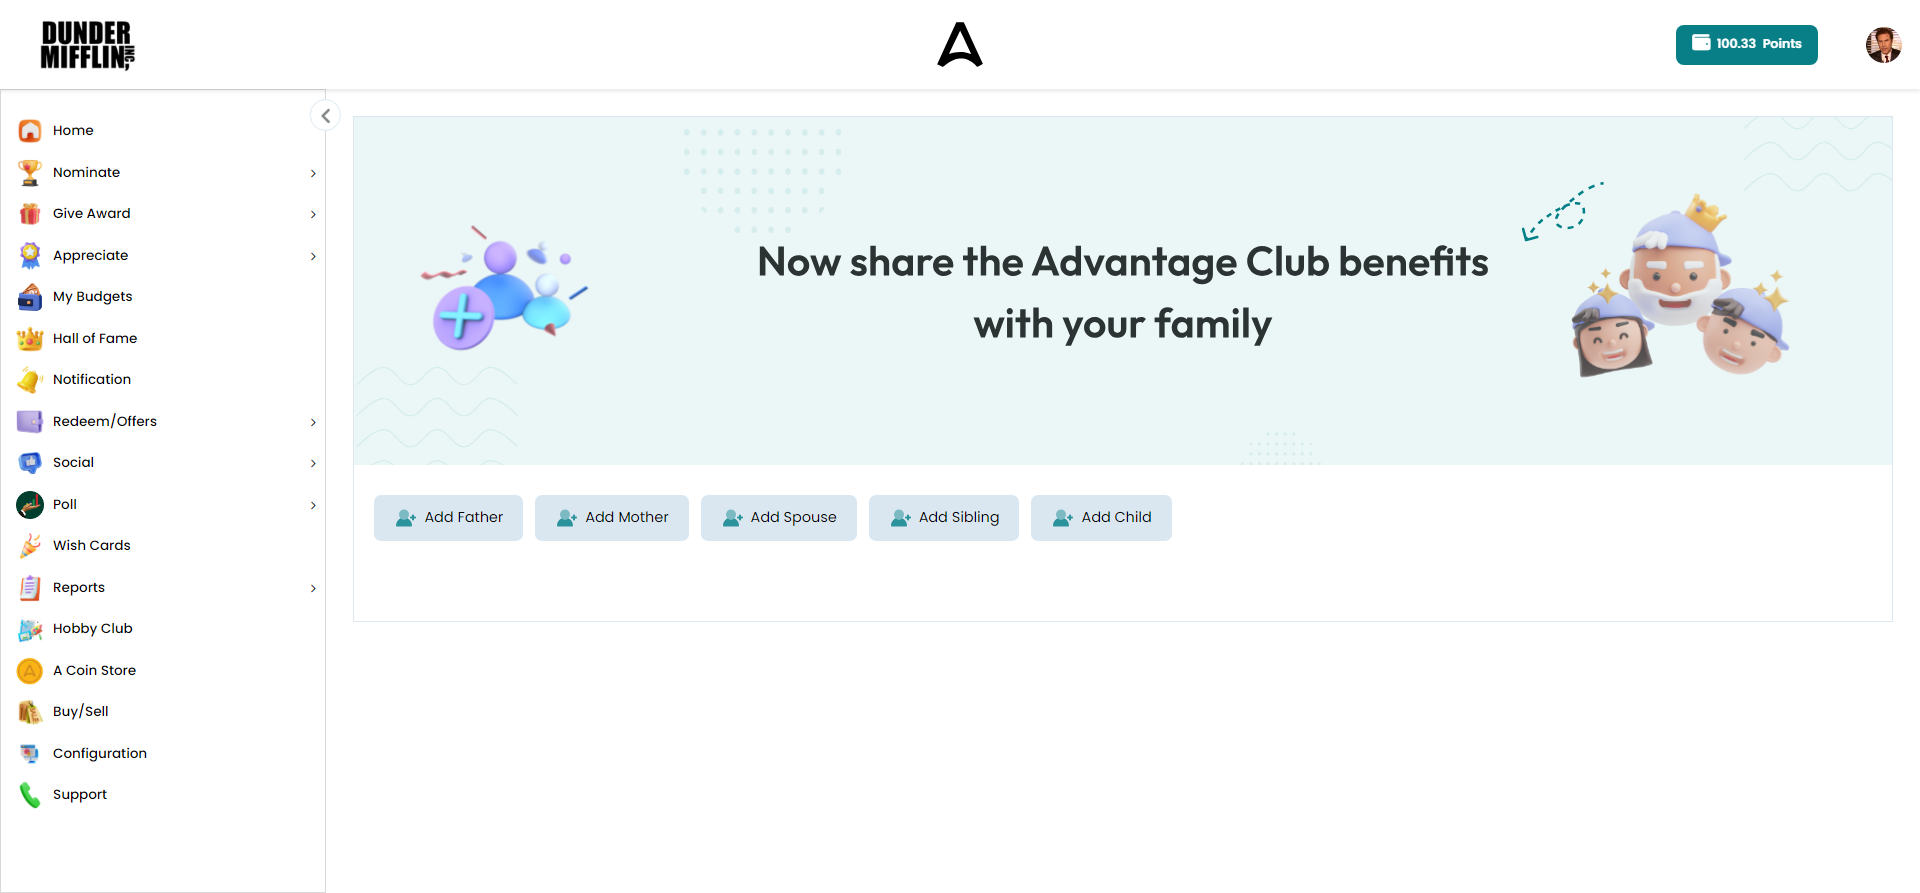 DUNDER
MIFFLIN, INC
100.33 Points
Home
Nominate
Give Award
Appreciate
My Budgets
Hall of Fame
Notification
Redeem/Offers
Social
Poll
Wish Cards
Reports
Hobby Club
A Coin Store
Buy/Sell
Configuration
Support
Now share the Advantage Club benefits
with your family
Add Father
Add Mother
Add Spouse
Add Sibling
Add Child